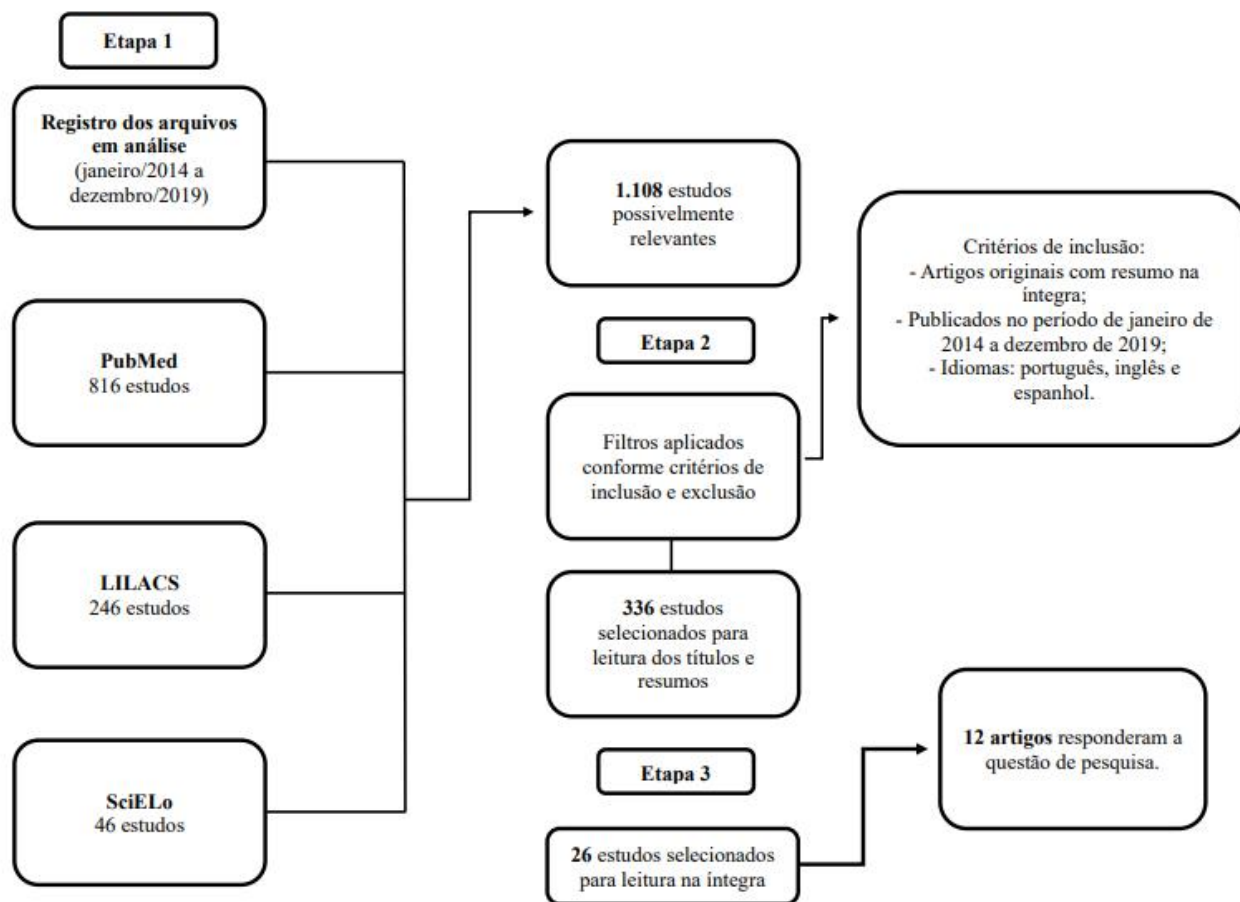 Etapa 1
Registro dos arquivos
em análise
(janeiro/2014 a
dezembro/2019)
PubMed
816 estudos
LILACS
246 estudos
SciELo
46 estudos
1.108 estudos
possivelmente
relevantes
Etapa 2
Filtros aplicados
conforme critérios de
inclusão e exclusão
Critérios de inclusão:
- Artigos originais com resumo na
íntegra;
- Publicados no período de janeiro de
2014 a dezembro de 2019;
- Idiomas: português, inglês e
espanhol.
336 estudos
selecionados para
leitura dos títulos e
resumos
Etapa 3
26 estudos selecionados
para leitura na íntegra
12 artigos responderam a
questão de pesquisa.